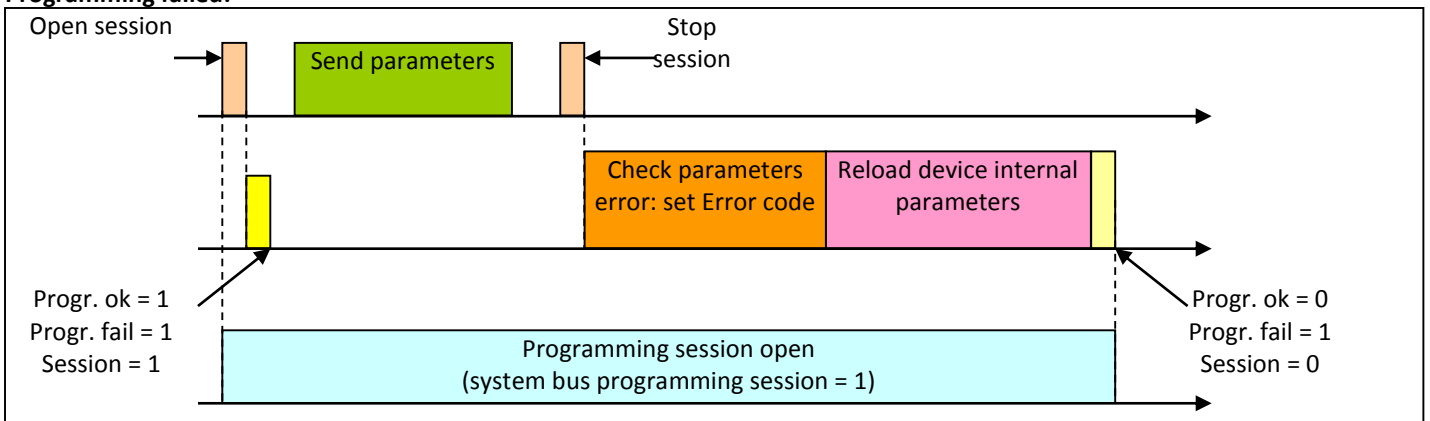 Programming failed:
Open session
Stop
session
Send parameters
Check parameters
error: set Error code
Reload device internal
parameters
Progr. ok = 1
Progr. fail = 1
Session = 1
Progr. ok = 0
Progr. fail = 1
Session = 0
Programming session open
(system bus programming session = 1)